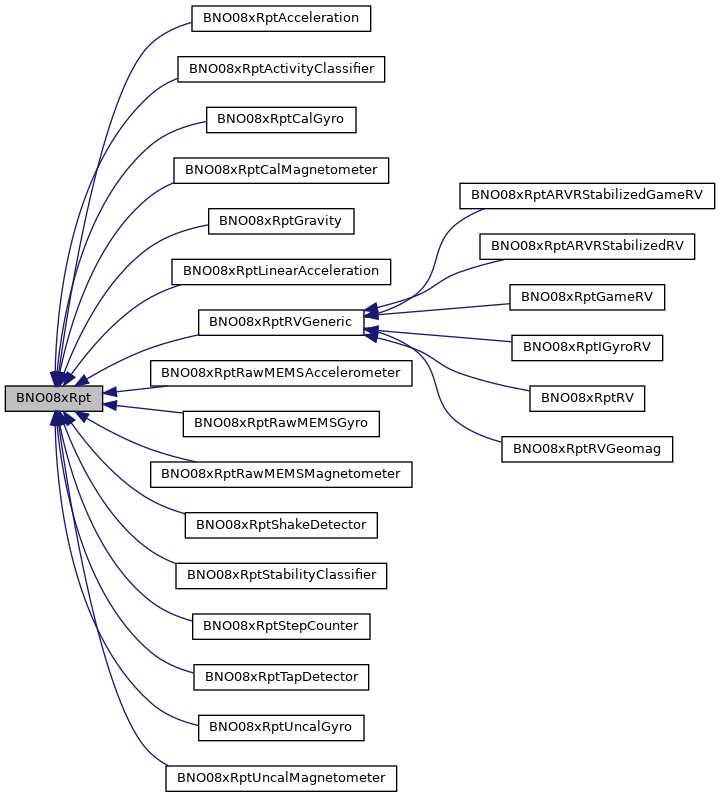 BNO08xRptAcceleration
BNO08xRptActivityClassifier
BNO08xRptCalGyro
BNO08xRptCalMagnetometer
BNO08xRptGravity
BNO08xRptLinearAcceleration
BNO08xRptRVGeneric
BNO08xRptRawMEMSAccelerometer
BNO08xRpt
BNO08xRptRawMEMSGyro
BNO08xRptRawMEMSMagnetometer
BNO08xRptShakeDetector
BNO08xRptStabilityClassifier
BNO08xRptStepCounter
BNO08xRptTapDetector
BNO08xRptUncalGyro
BNO08xRptUncalMagnetometer
BNO08xRptARVRStabilizedGameRV
BNO08xRptARVRStabilizedRV
BNO08xRptGameRV
BNO08xRptIGyroRV
BNO08xRptRV
BNO08xRptRVGeomag